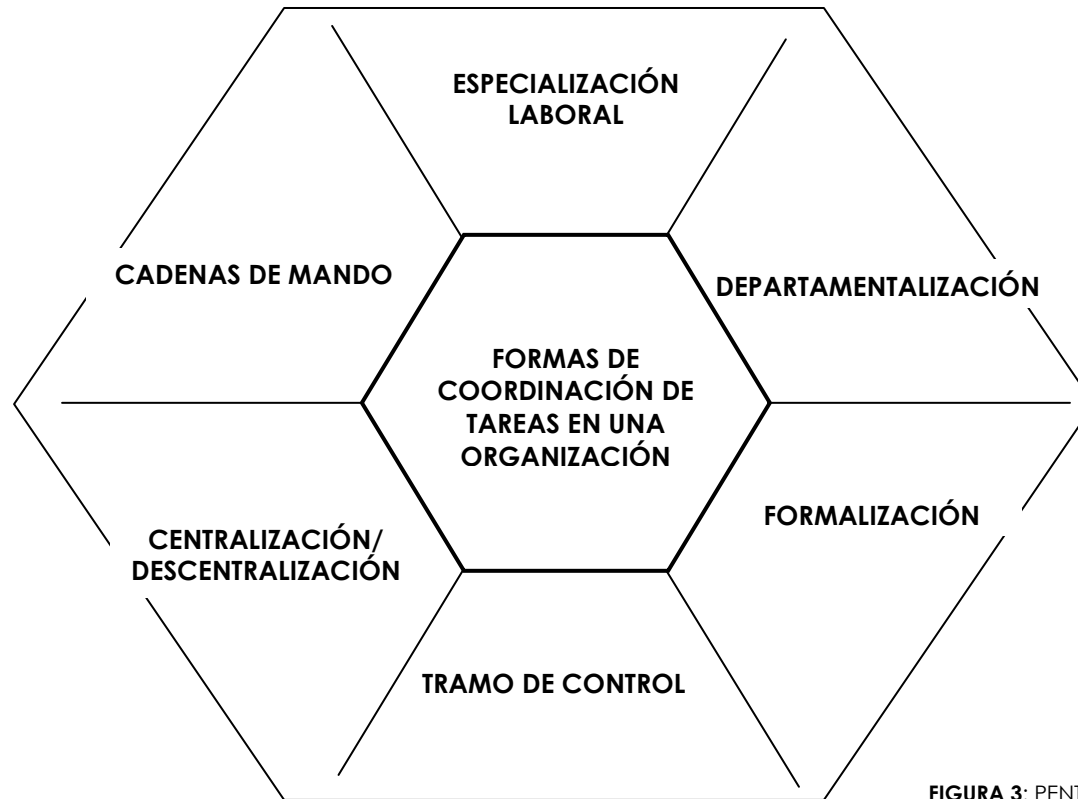 ESPECIALIZACIÓN
LABORAL
CADENAS DE MANDO
DEPARTAMENTALIZACIÓN
FORMAS DE
COORDINACIÓN DE
TAREAS EN UNA
ORGANIZACIÓN
FORMALIZACIÓN
CENTRALIZACIÓN/
DESCENTRALIZACIÓN
TRAMO DE CONTROL
FIGURA 3: PENT